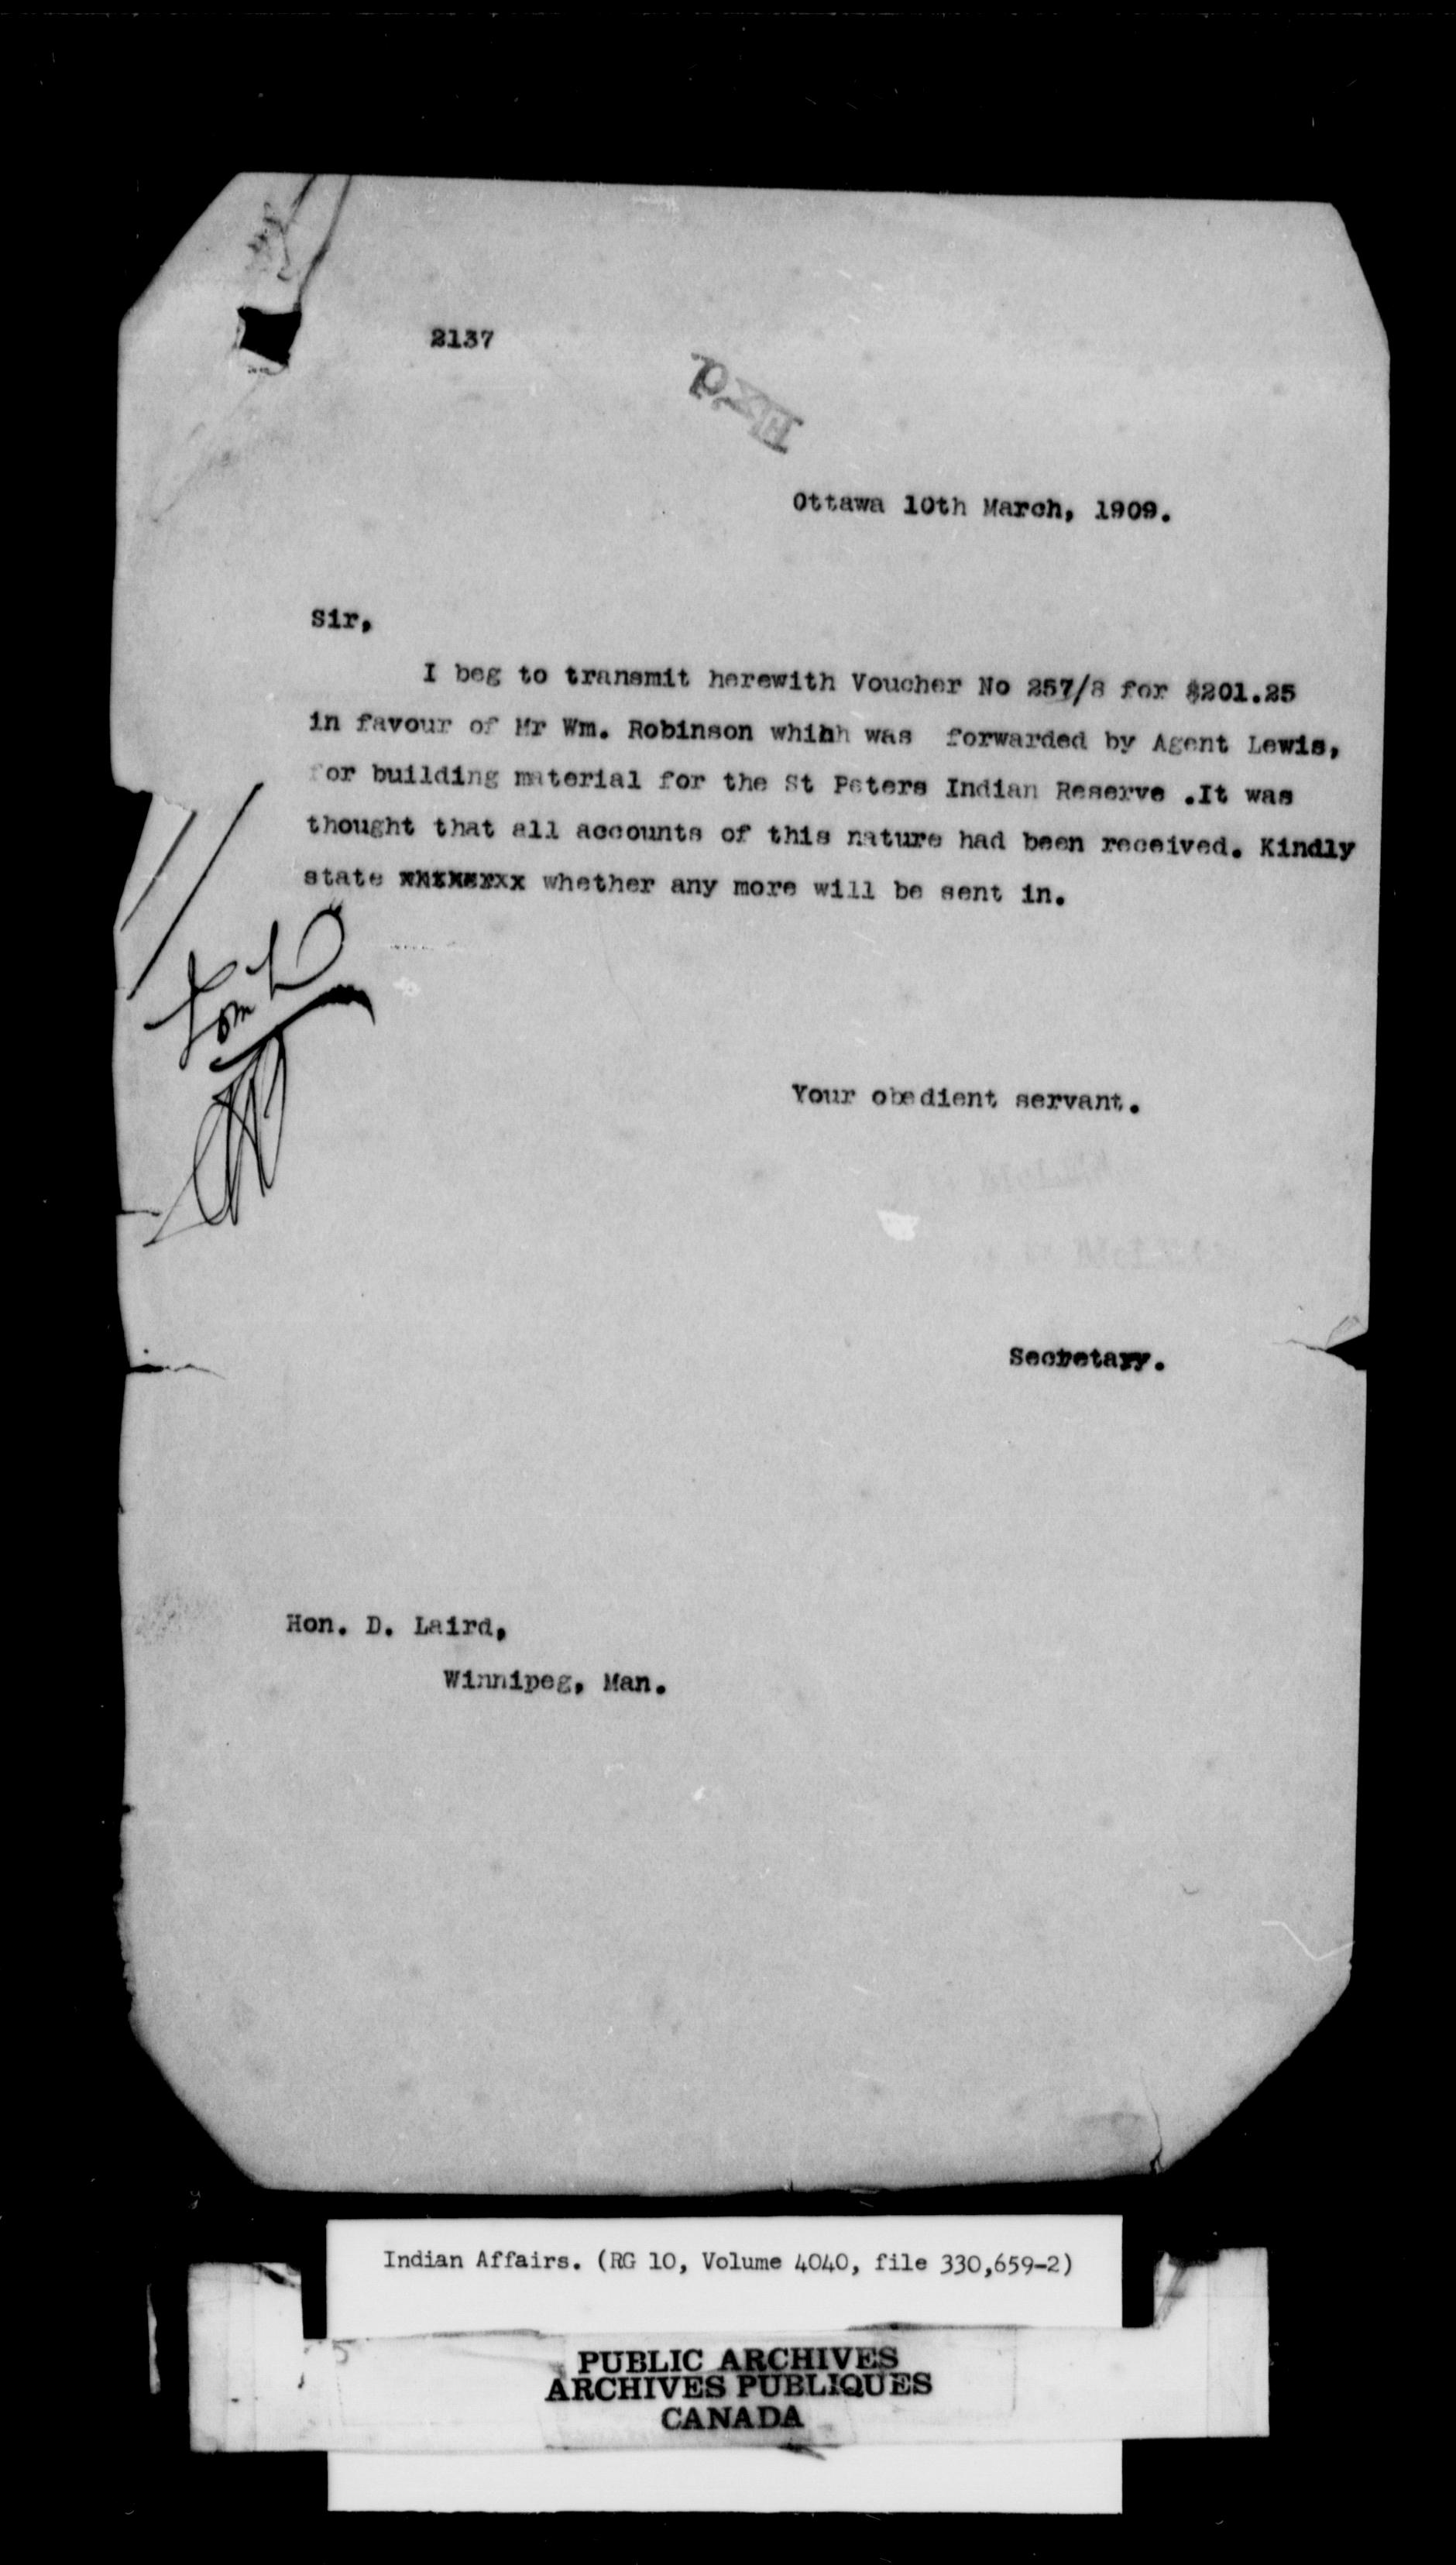 2137
Ex.d
Ottawa 10th March, 1909.
Sir,
I beg to transmit herewith Voucher No 257/8 for $201.25
in favour of Mr Wm. Robinson whihh was forwarded by Agent Lewis,
for building material for the St Peters Indian Reserve .It was
thought that all accounts of this nature had been received. Kindly
state whether any more will be sent in.
Your obedient servant.
Secretary.
Hon. D. Laird,
Winnipeg, Man.
Indian Affairs. (RG 10, Volume 4040, file 330,659-2)
PUBLIC ARCHIVES
ARCHIVES PUBLIQUES
CANADA